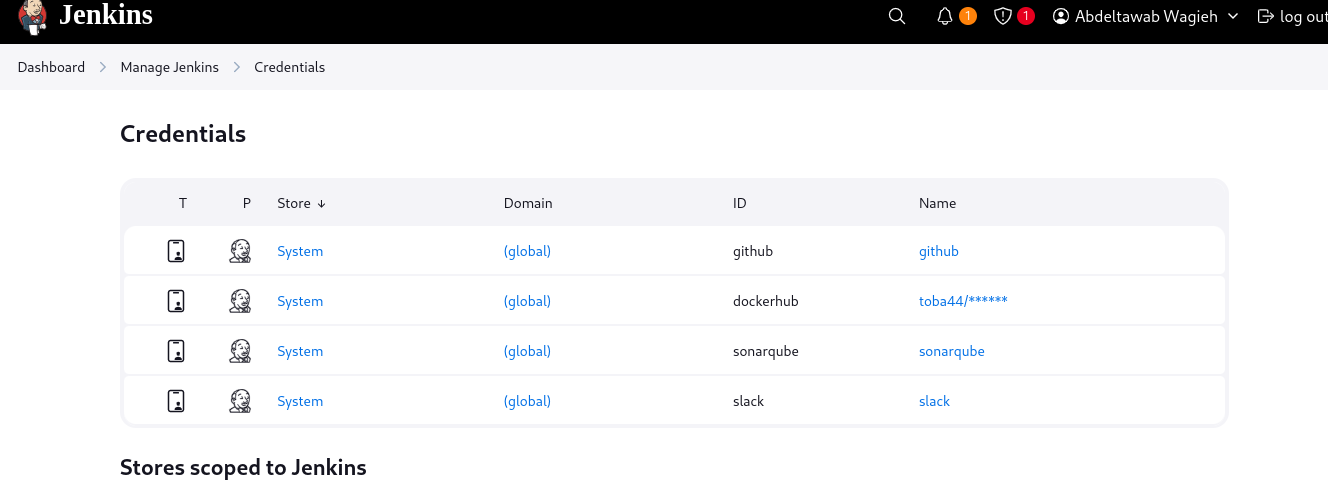 Jenkins 1 1 Abdeltawab Wagieh log out
Dashboard Manage Jenkins Credentials
Credentials
T P Store ↓ Domain ID Name
System (global) github github
System (global) dockerhub toba44/******
System (global) sonarqube sonarqube
System (global) slack slack
Stores scoped to Jenkins